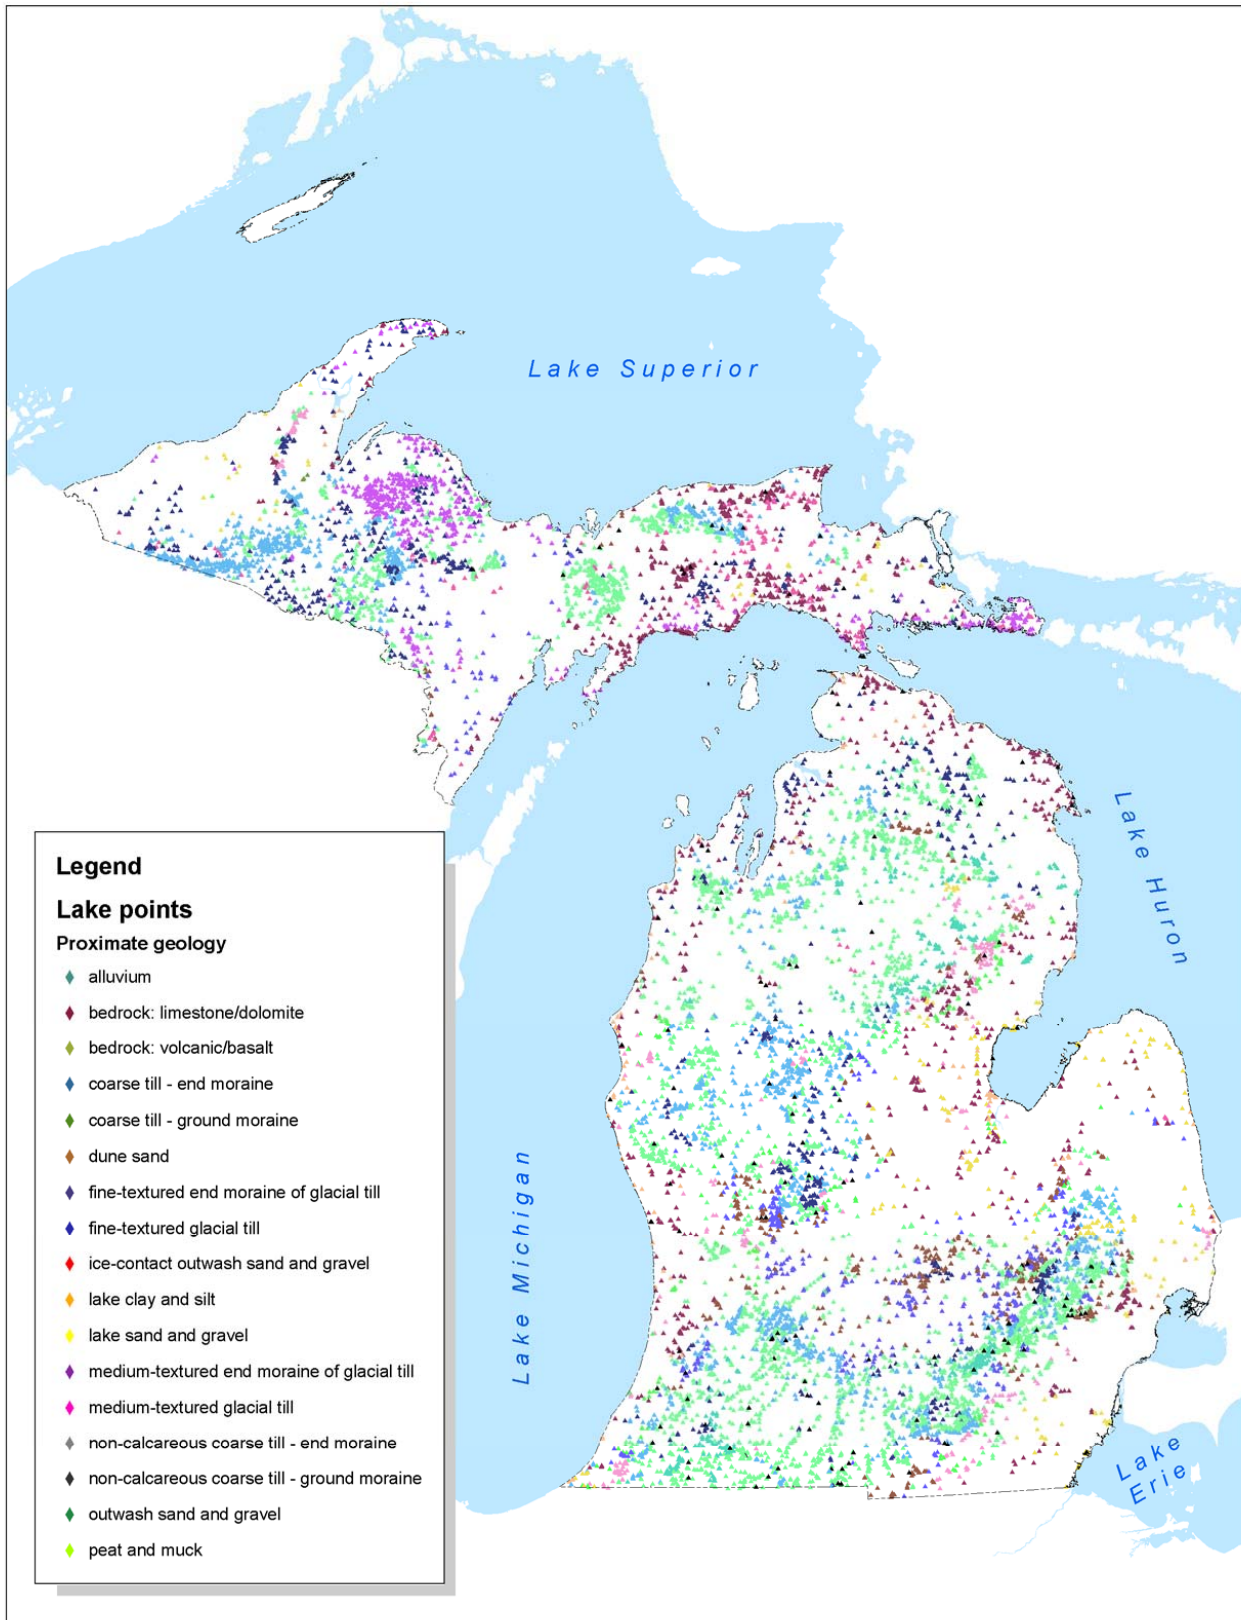 Lake Superior
Lake Huron
Lake Michigan
Lake
Erie
Legend
Lake points
Proximate geology
alluvium
bedrock: limestone/dolomite
bedrock: volcanic/basalt
coarse till - end moraine
coarse till - ground moraine
dune sand
fine-textured end moraine of glacial till
fine-textured glacial till
ice-contact outwash sand and gravel
lake clay and silt
lake sand and gravel
medium-textured end moraine of glacial till
medium-textured glacial till
non-calcareous coarse till - end moraine
non-calcareous coarse till - ground moraine
outwash sand and gravel
peat and muck